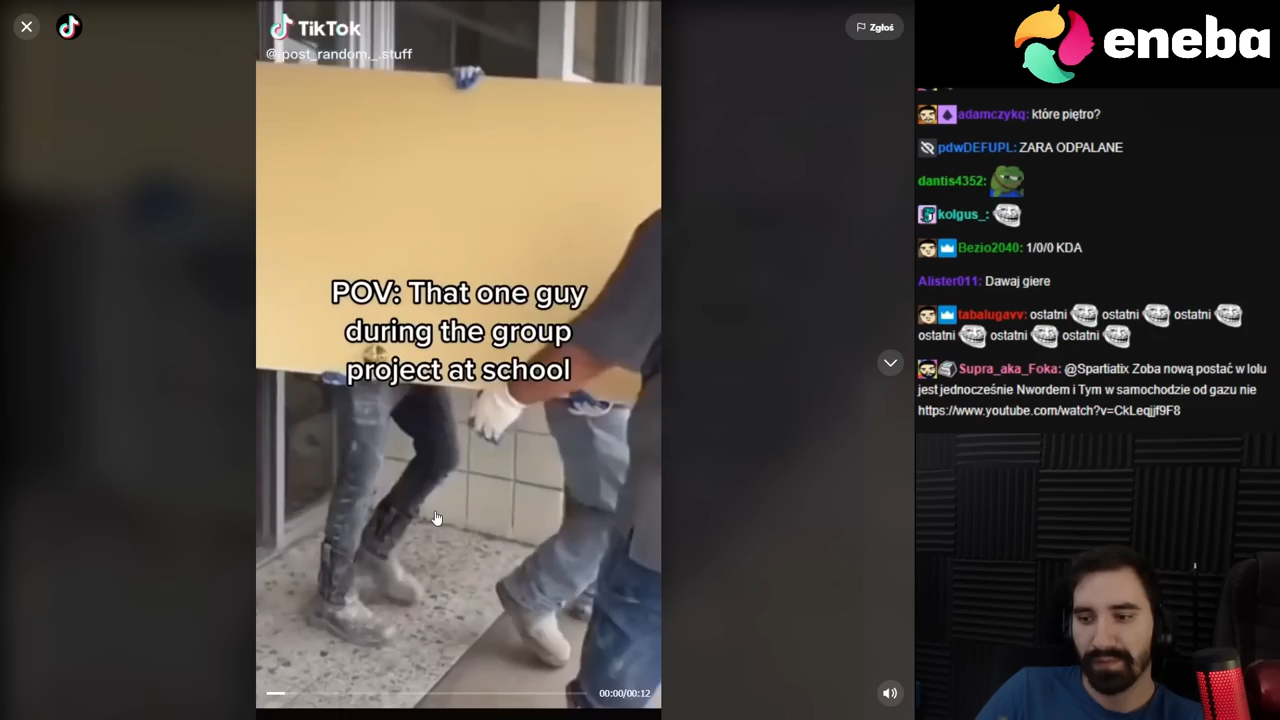 TikTok
@ipost_random._.stuff
Zgłoś
eneba
adamczykq: które piętro?
pdwDEFUPL: ZARA ODPALANE
dantis4352:
kolgus_:
Bezio2040: 1/0/0 KDA
Alister011: Dawaj giere
tabalugavv: ostatni ostatni ostatni
ostatni ostatni ostatni
Supra_aka_Foka: @Spartiatix Zoba nową postać w lolu
jest jednocześnie Nwordem i Tym w samochodzie od gazu nie
https://www.youtube.com/watch?v=CkLeqjjf9F8
POV: That one guy
during the group
project at school
00:00/00:12